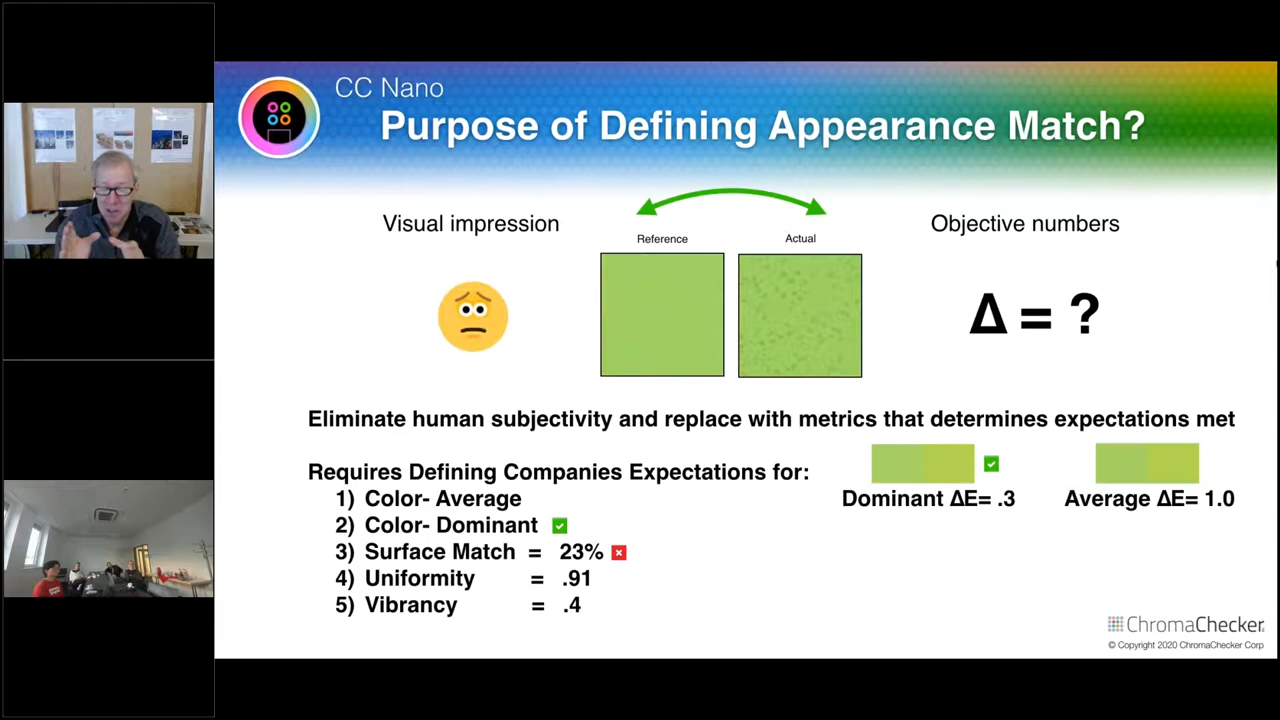 CC Nano
Purpose of Defining Appearance Match?
Visual impression
Reference
Actual
Objective numbers
Δ = ?
Eliminate human subjectivity and replace with metrics that determines expectations met
Requires Defining Companies Expectations for:
1) Color- Average
2) Color- Dominant
3) Surface Match = 23%
4) Uniformity = .91
5) Vibrancy = .4
Dominant ΔE= .3
Average ΔE= 1.0
ChromaChecker
© Copyright 2020 ChromaChecker Corp